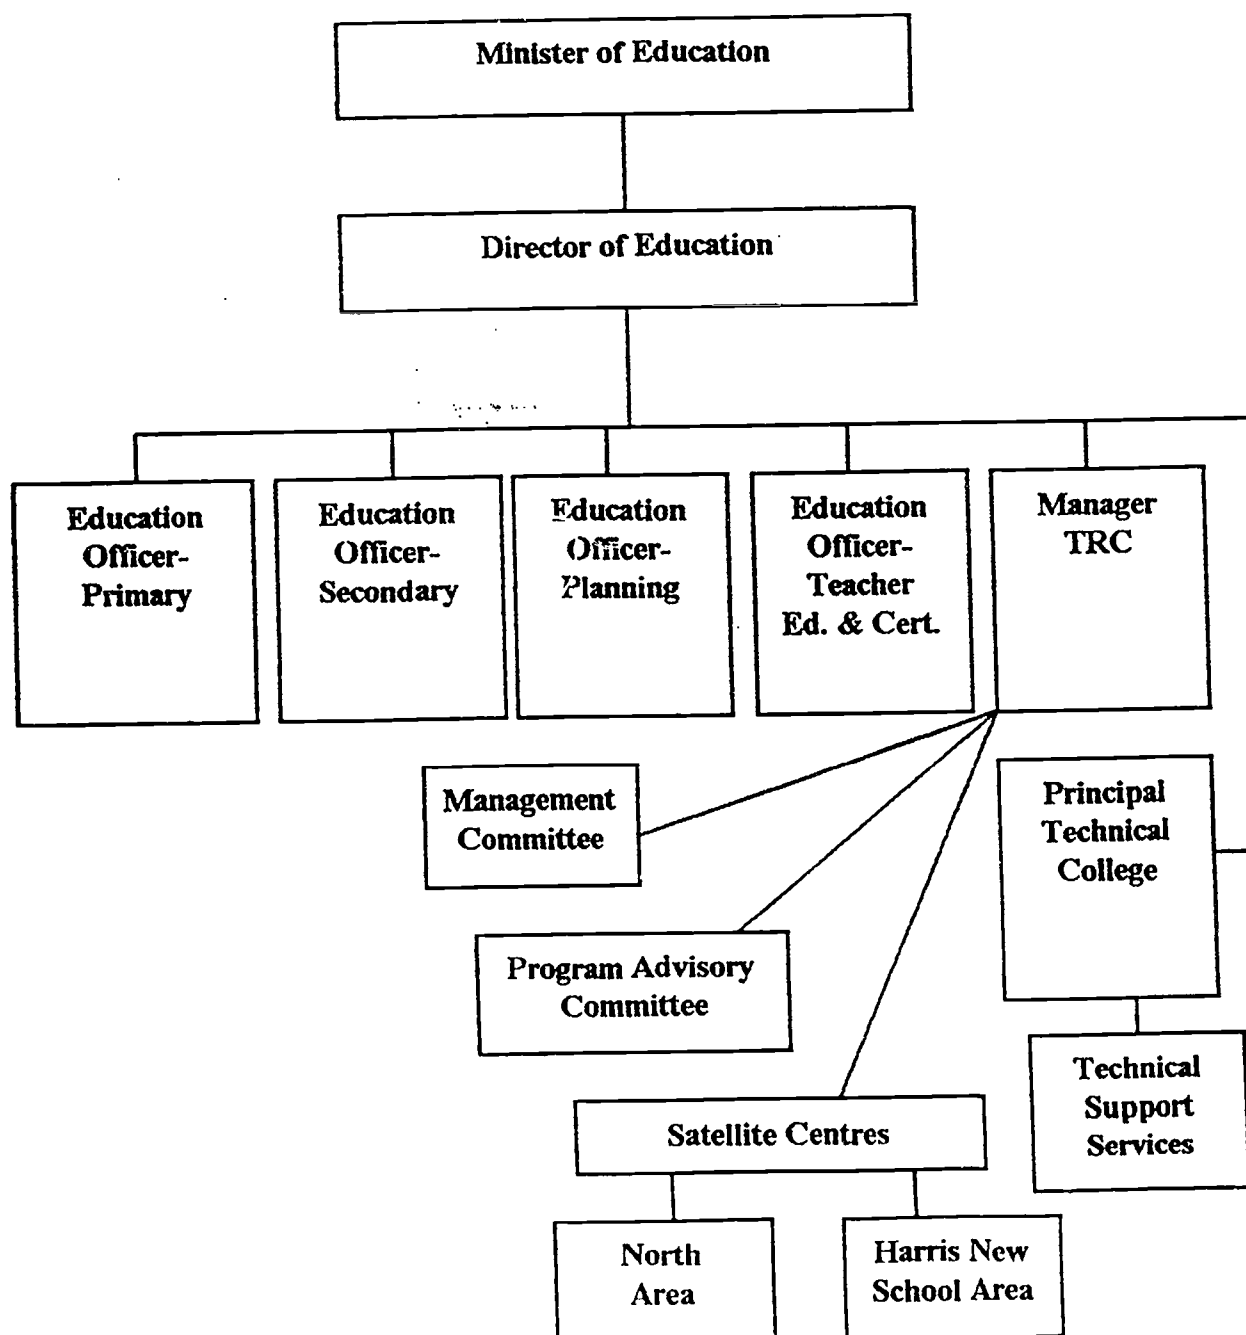 Minister of Education
Director of Education
Education
Officer-
Primary
Education
Officer-
Secondary
Education
Officer-
Planning
Education
Officer-
Teacher
Ed. & Cert.
Manager
TRC
Management
Committee
Principal
Technical
College
Program Advisory
Committee
Technical
Support
Services
Satellite Centres
North
Area
Harris New
School Area